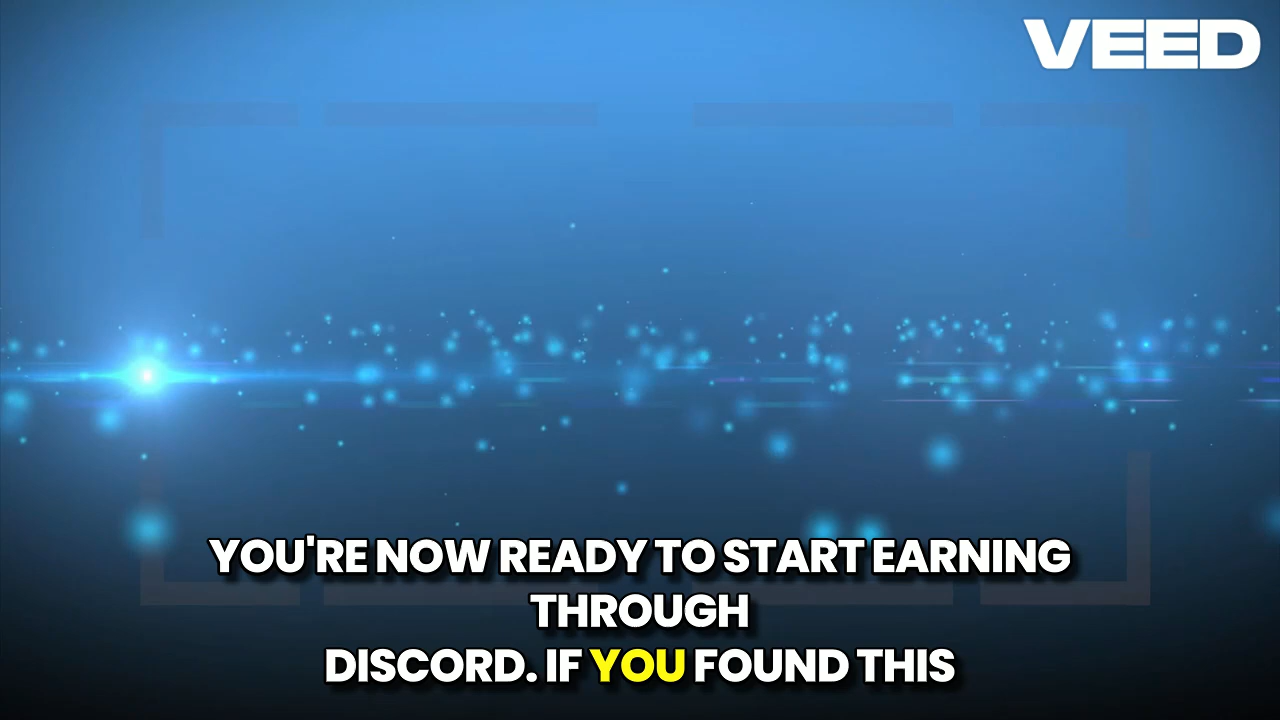 VEED
YOU'RE NOW READY TO START EARNING
THROUGH
DISCORD. IF YOU FOUND THIS